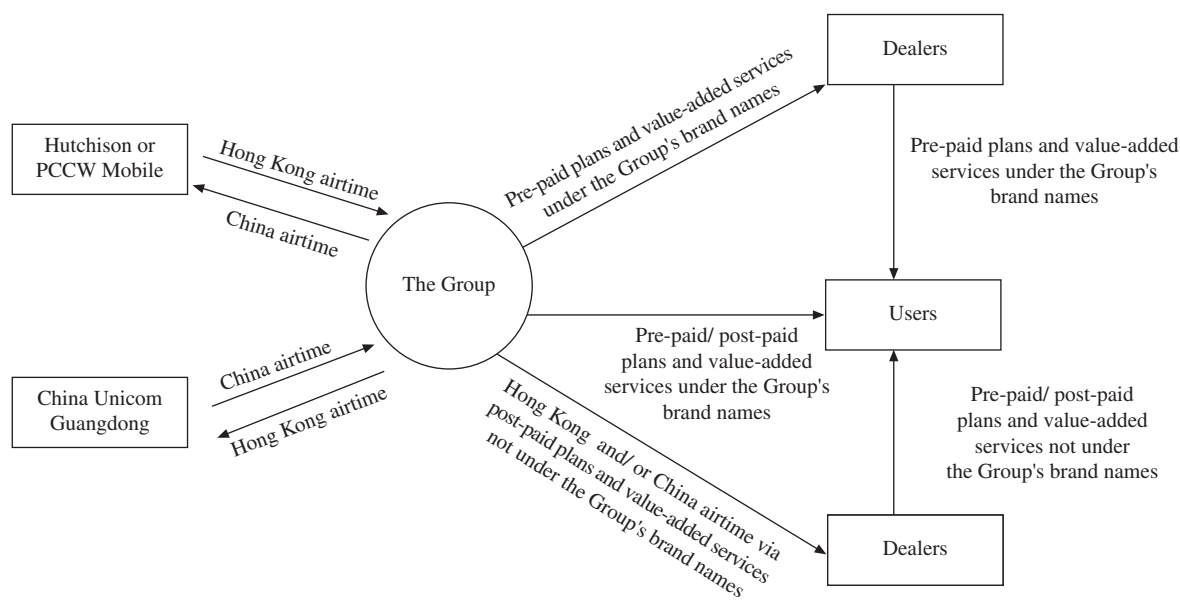 Dealers
Pre-paid plans and value-added services
under the Group's brand names
Pre-paid plans and value-added
services under the Group's
brand names
Hutchison or
PCCW Mobile
Hong Kong airtime
China airtime
The Group
Users
Pre-paid/ post-paid
plans and value-added
services under the Group's
brand names
China Unicom
Guangdong
China airtime
Hong Kong airtime
Hong Kong and/ or China airtime via
post-paid plans and value-added services
not under the Group's brand names
Pre-paid/ post-paid
plans and value-added
services not under
the Group's brand names
Dealers